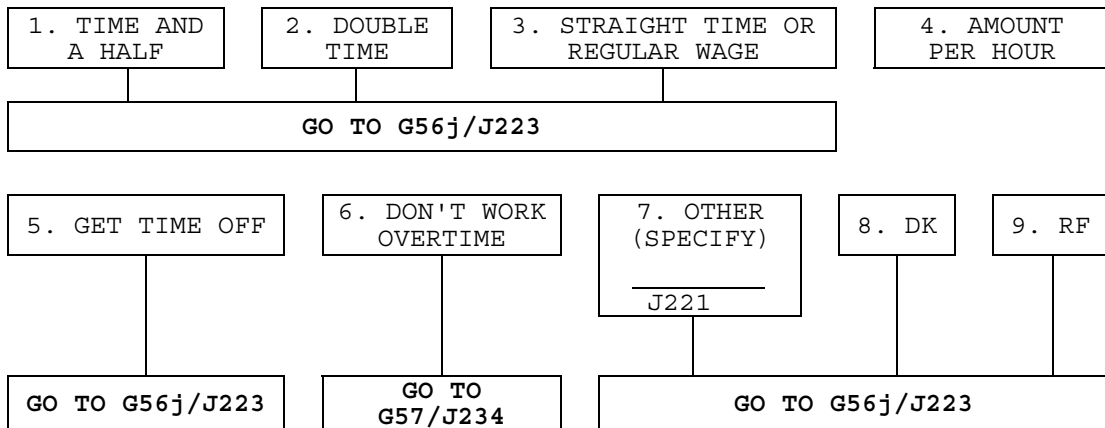 1. TIME AND
A HALF
2. DOUBLE
TIME
3. STRAIGHT TIME OR
REGULAR WAGE
4. AMOUNT
PER HOUR
GO TO G56j/J223
5. GET TIME OFF
6. DON'T WORK
OVERTIME
7. OTHER
(SPECIFY)
J221
8. DK
9. RF
GO TO G56j/J223
GO TO
G57/J234
GO TO G56j/J223